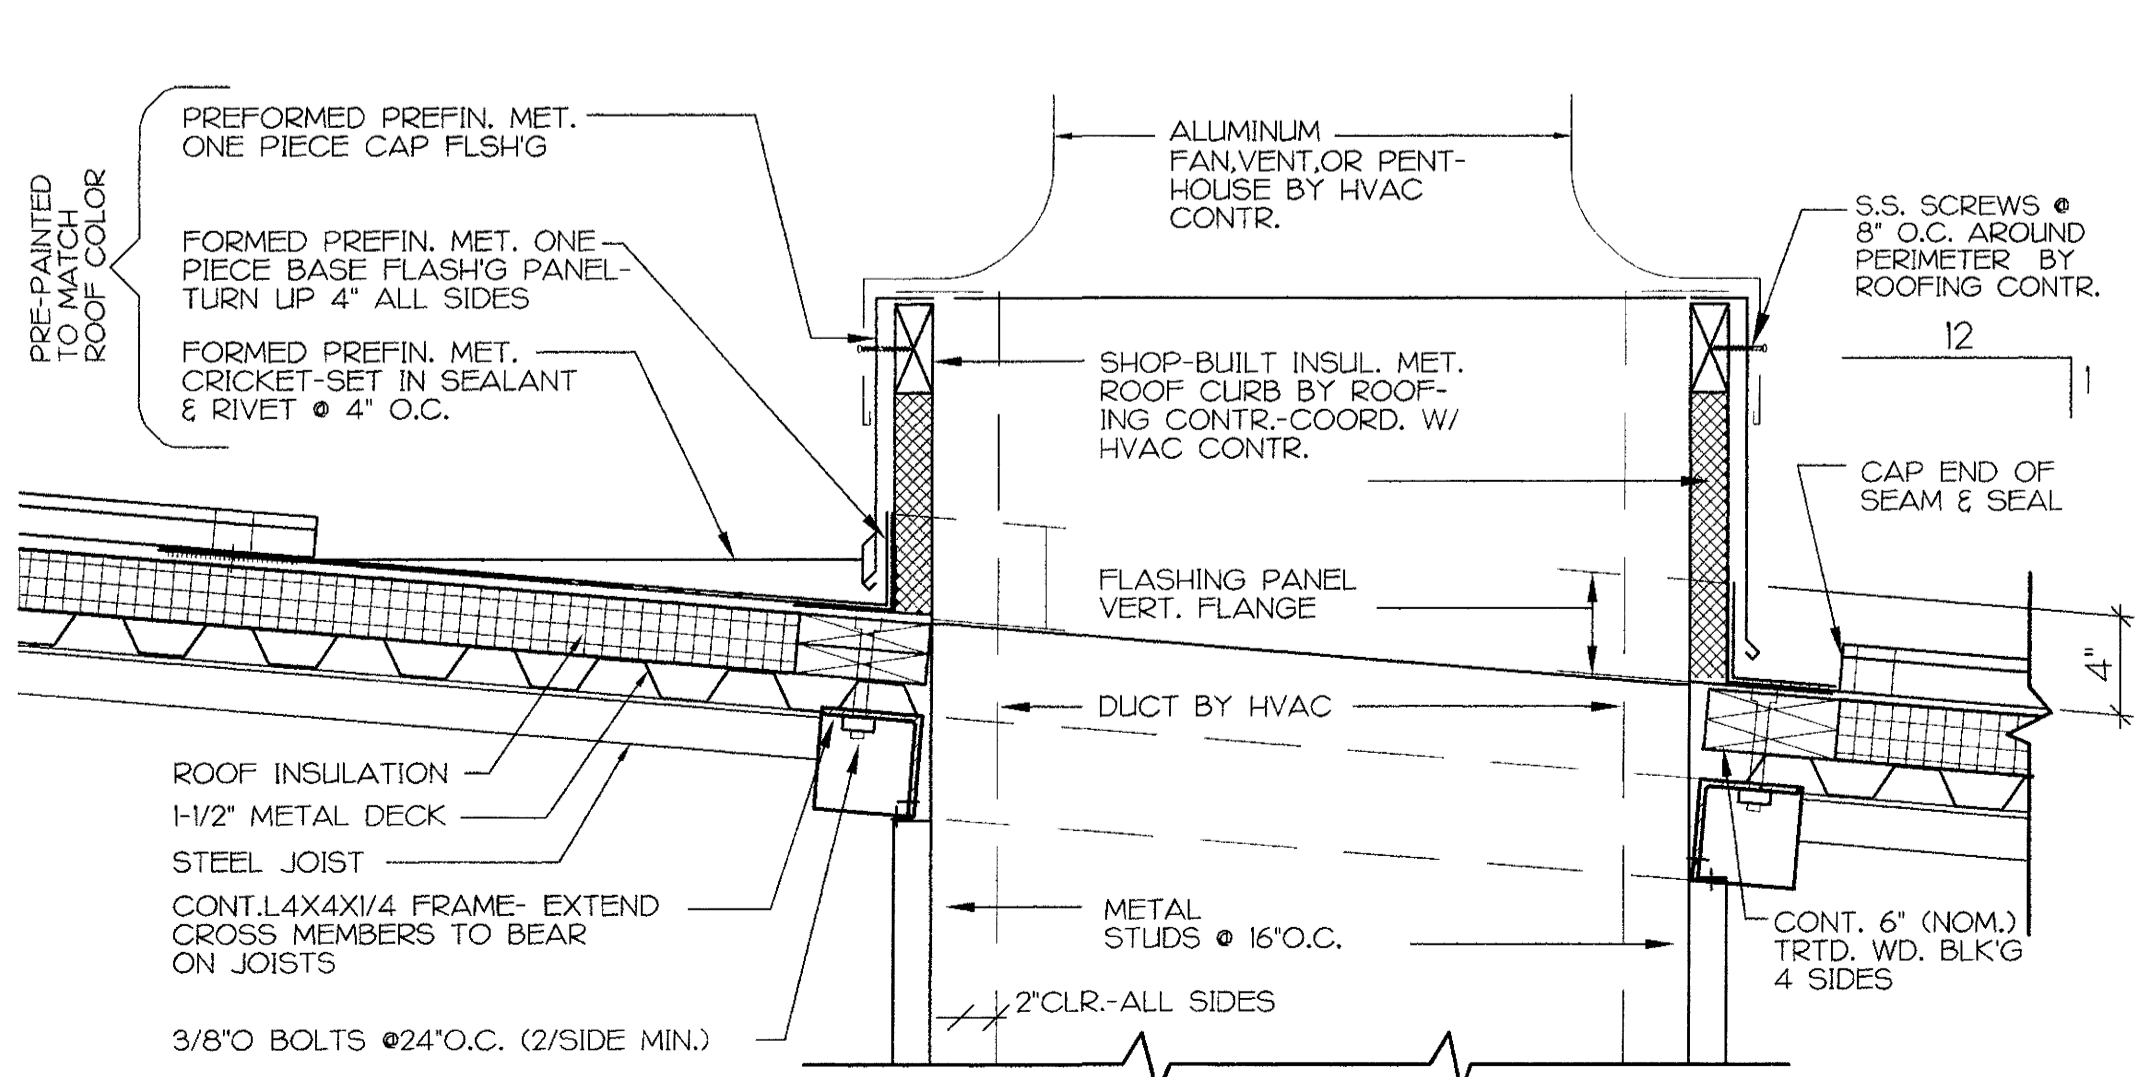 PRE-PAINTED
TO MATCH
ROOF COLOR
PREFORMED PREFIN. MET.
ONE PIECE CAP FLSH'G
FORMED PREFIN. MET. ONE
PIECE BASE FLASH'G PANEL-
TURN UP 4" ALL SIDES
FORMED PREFIN. MET.
CRICKET-SET IN SEALANT
& RIVET @ 4" O.C.
ALUMINUM
FAN,VENT,OR PENT-
HOUSE BY HVAC
CONTR.
S.S. SCREWS @
8" O.C. AROUND
PERIMETER BY
ROOFING CONTR.
12
1
SHOP-BUILT INSUL. MET.
ROOF CURB BY ROOF-
ING CONTR.-COORD. W/
HVAC CONTR.
CAP END OF
SEAM & SEAL
FLASHING PANEL
VERT. FLANGE
4"
DUCT BY HVAC
ROOF INSULATION
1-1/2" METAL DECK
STEEL JOIST
CONT.L4X4X1/4 FRAME- EXTEND
CROSS MEMBERS TO BEAR
ON JOISTS
3/8"O BOLTS @24"O.C. (2/SIDE MIN.)
METAL
STUDS @ 16"O.C.
2"CLR.-ALL SIDES
CONT. 6" (NOM.)
TRTD. WD. BLK'G
4 SIDES